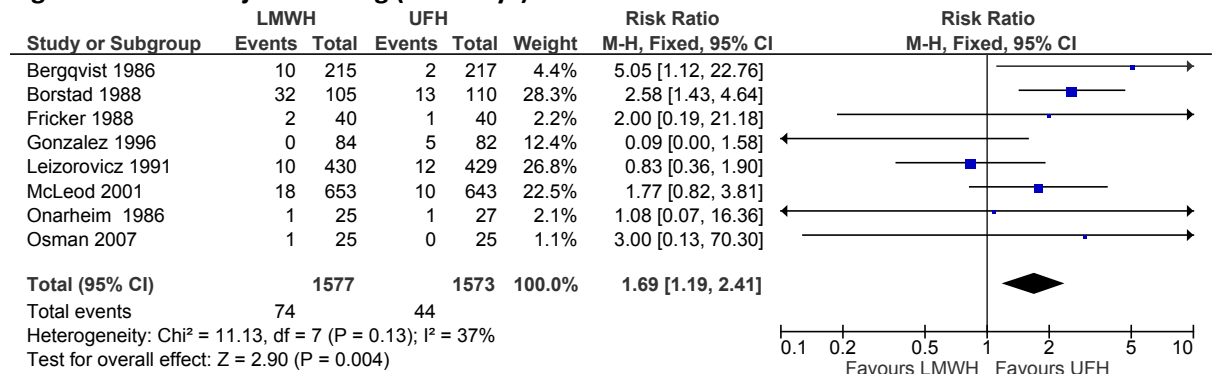 LMWH UFH Risk Ratio Risk Ratio
Study or Subgroup Events Total Events Total Weight M-H, Fixed, 95% CI M-H, Fixed, 95% CI
Bergqvist 1986 10 215 2 217 4.4% 5.05 [1.12, 22.76]
Borstad 1988 32 105 13 110 28.3% 2.58 [1.43, 4.64]
Fricker 1988 2 40 1 40 2.2% 2.00 [0.19, 21.18]
Gonzalez 1996 0 84 5 82 12.4% 0.09 [0.00, 1.58]
Leizorovicz 1991 10 430 12 429 26.8% 0.83 [0.36, 1.90]
McLeod 2001 18 653 10 643 22.5% 1.77 [0.82, 3.81]
Onarheim 1986 1 25 1 27 2.1% 1.08 [0.07, 16.36]
Osman 2007 1 25 0 25 1.1% 3.00 [0.13, 70.30]
Total (95% CI) 1577 1573 100.0% 1.69 [1.19, 2.41]
Total events 74 44
Heterogeneity: Chi² = 11.13, df = 7 (P = 0.13); I² = 37%
Test for overall effect: Z = 2.90 (P = 0.004)
0.1 0.2 0.5 1 2 5 10
Favours LMWH Favours UFH